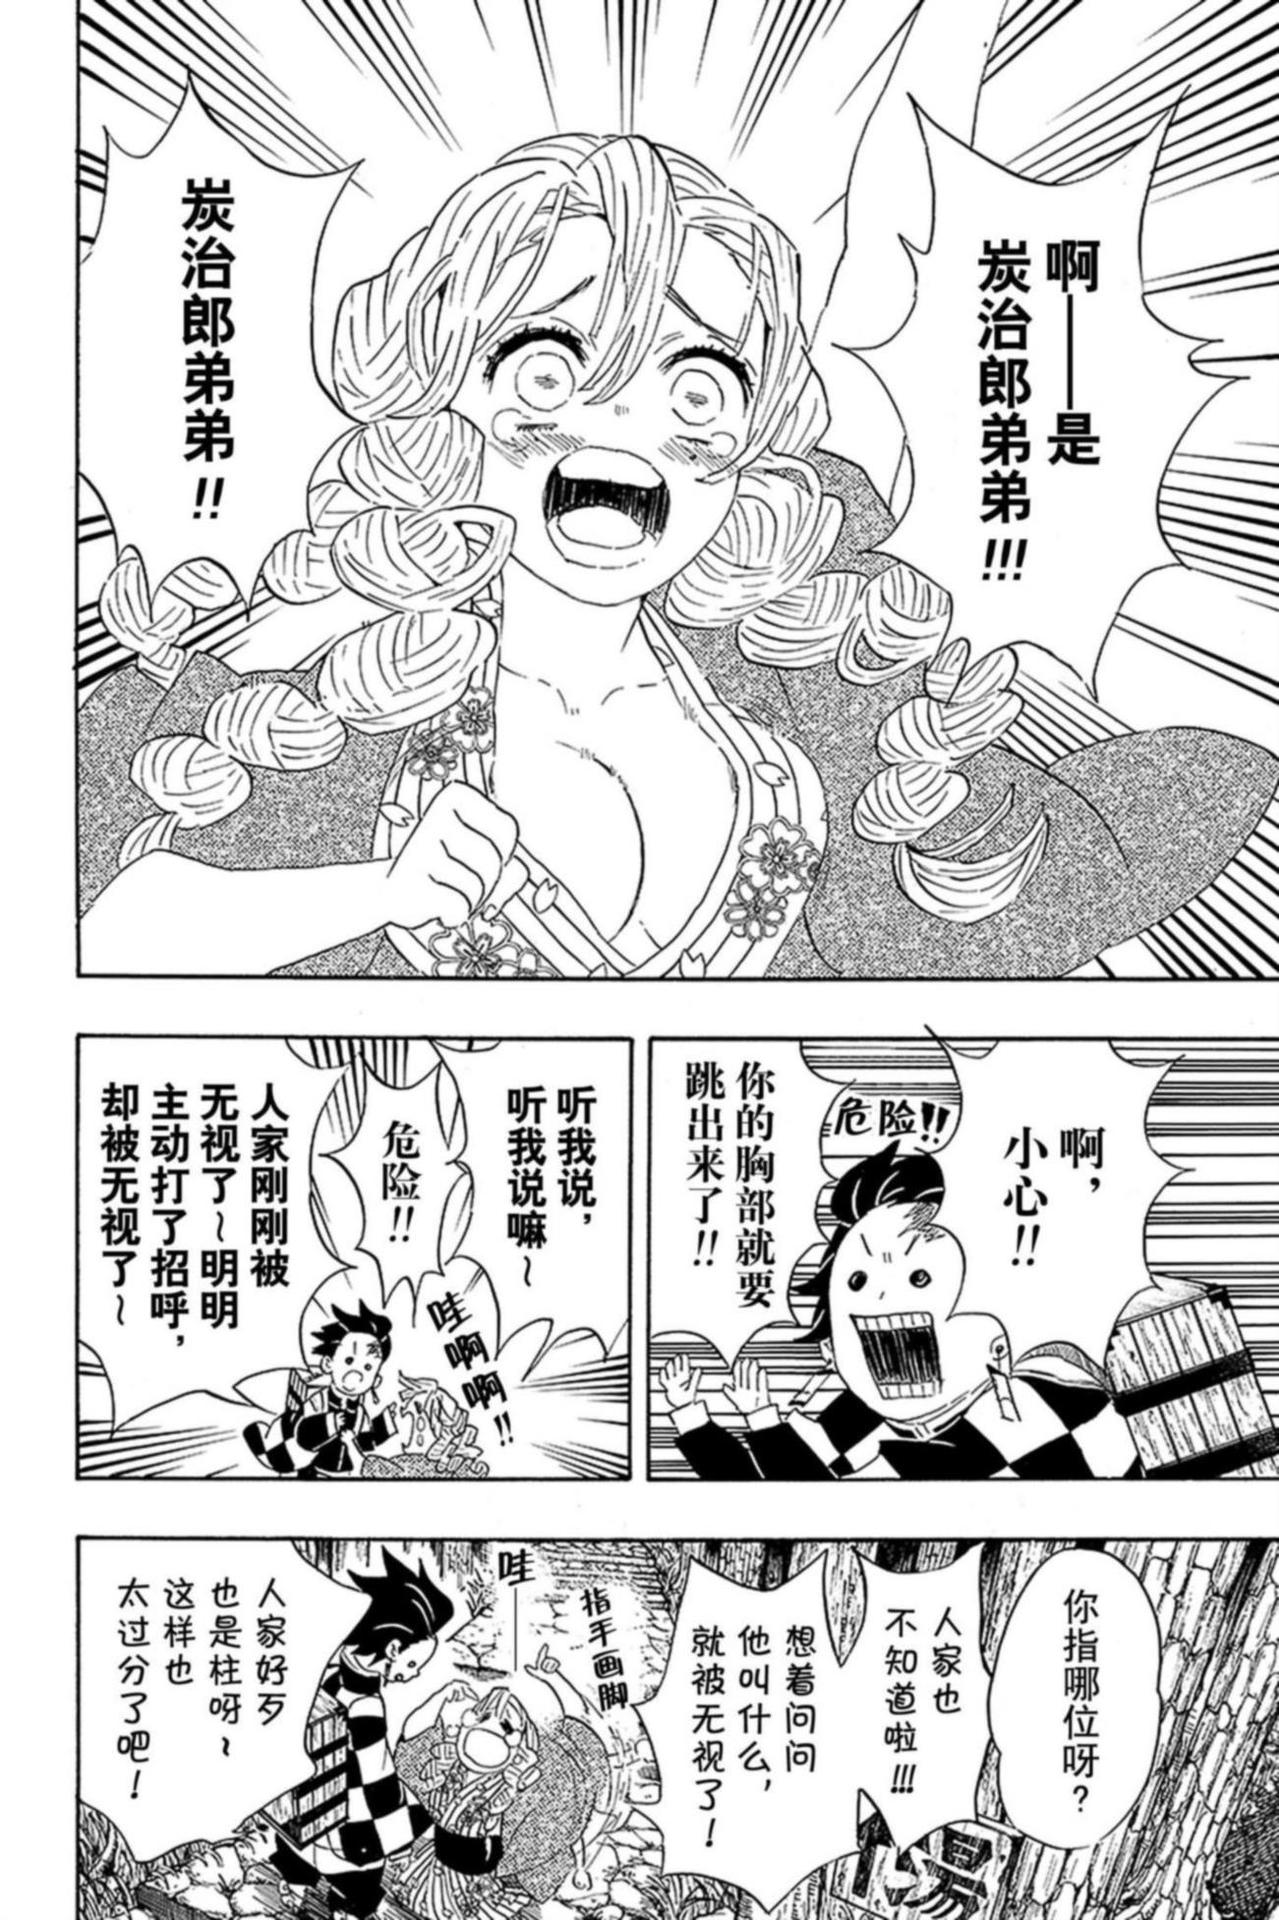 啊——是
炭治郎弟弟!!!
炭治郎弟弟!!
啊，
小心!!
危险!!
你的胸部就要
跳出来了!!
听我说，
听我说嘛～
危险!!
哇啊啊!!
人家刚刚被
无视了～明明
主动打了招呼，
却被无视了～
你指哪位呀?
人家也
不知道啦!!!
想着问问
他叫什么，
就被无视了!
指手画脚
哇
人家好歹
也是柱呀～
这样也
太过分了吧!
湯